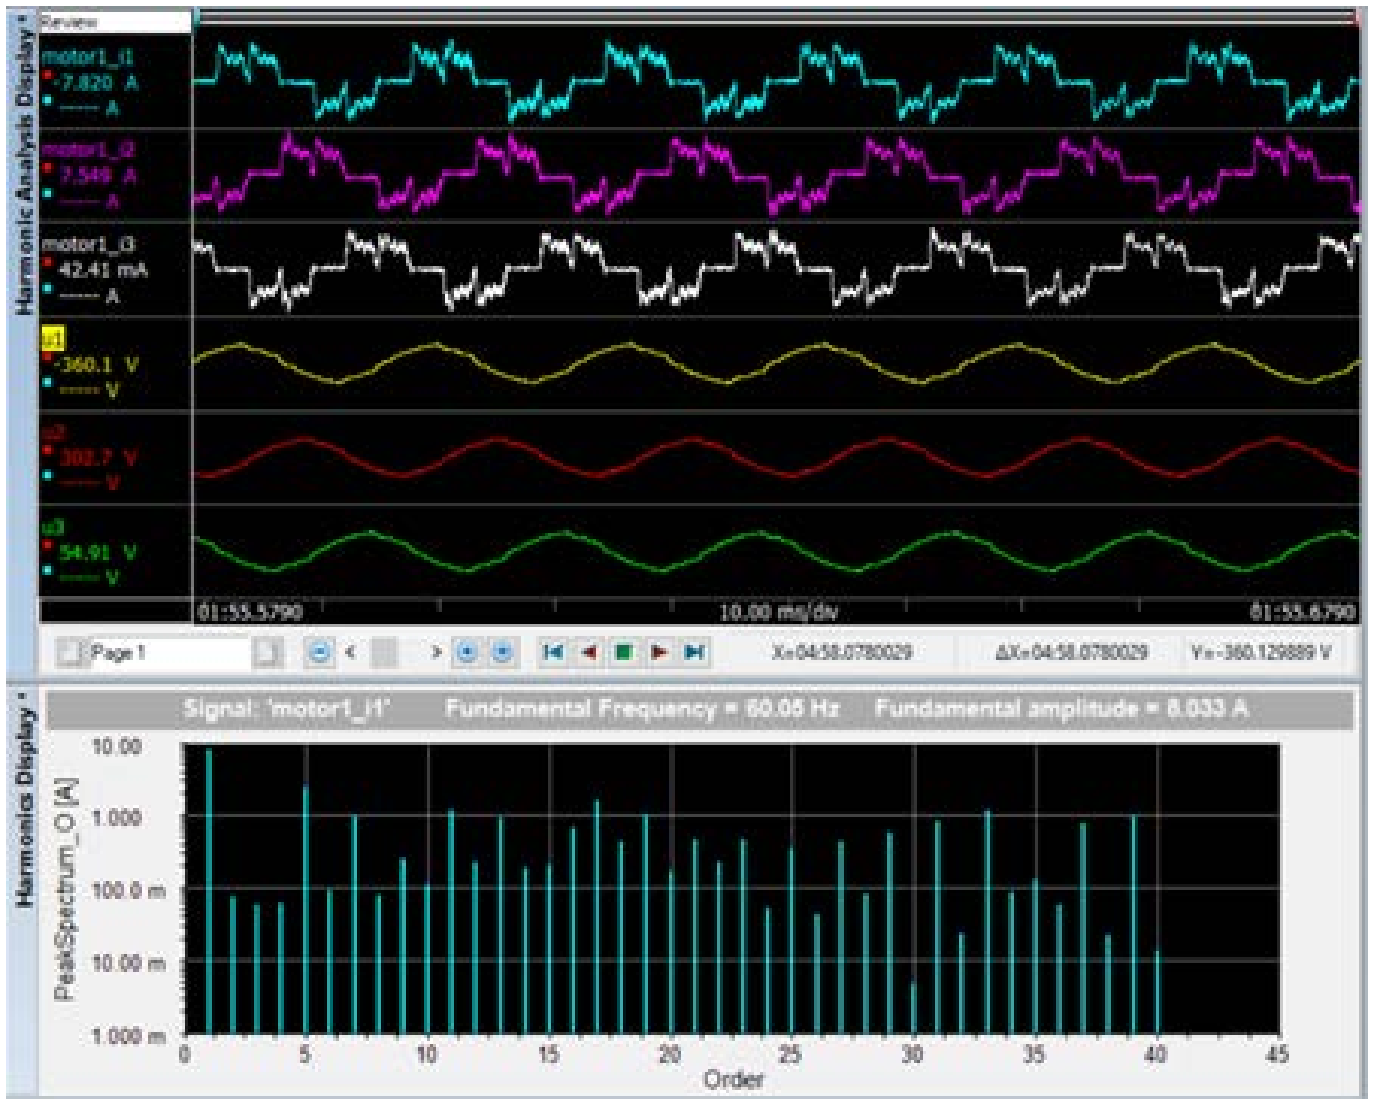 Harmonic Analysis Display *
Review
motor1_i1
-7.820 A
----- A
motor1_i2
7.549 A
----- A
motor1_i3
42.41 mA
----- A
u1
-360.1 V
----- V
u2
302.7 V
----- V
u3
54.91 V
----- V
01:55.5790 10.00 ms/div 01:55.6790
Page 1 < > X=04:58.0780029 ΔX=04:58.0780029 Y=-360.129889 V
Harmonics Display *
Signal: 'motor1_i1' Fundamental Frequency = 60.05 Hz Fundamental amplitude = 8.033 A
PeakSpectrum_O [A]
10.00
1.000
100.0 m
10.00 m
1.000 m
0 5 10 15 20 25 30 35 40 45
Order